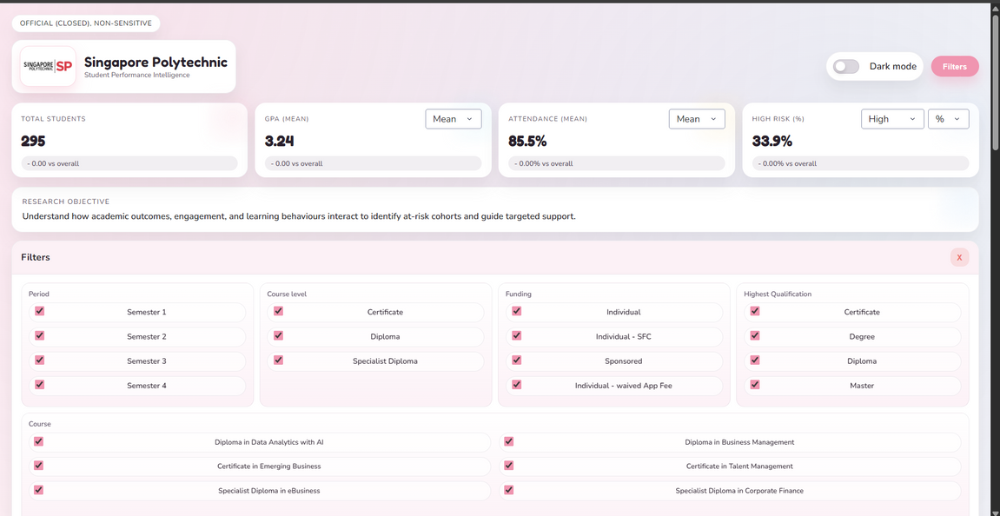 OFFICIAL (CLOSED), NON-SENSITIVE
SINGAPORE POLYTECHNIC SP
Singapore Polytechnic
Student Performance Intelligence
Dark mode
Filters
TOTAL STUDENTS
295
- 0.00 vs overall
GPA (MEAN)
Mean
3.24
- 0.00 vs overall
ATTENDANCE (MEAN)
Mean
85.5%
- 0.00% vs overall
HIGH RISK (%)
High
%
33.9%
- 0.00% vs overall
RESEARCH OBJECTIVE
Understand how academic outcomes, engagement, and learning behaviours interact to identify at-risk cohorts and guide targeted support.
Filters
X
Period
Semester 1
Semester 2
Semester 3
Semester 4
Course level
Certificate
Diploma
Specialist Diploma
Funding
Individual
Individual - SFC
Sponsored
Individual - waived App Fee
Highest Qualification
Certificate
Degree
Diploma
Master
Course
Diploma in Data Analytics with AI
Diploma in Business Management
Certificate in Emerging Business
Certificate in Talent Management
Specialist Diploma in eBusiness
Specialist Diploma in Corporate Finance